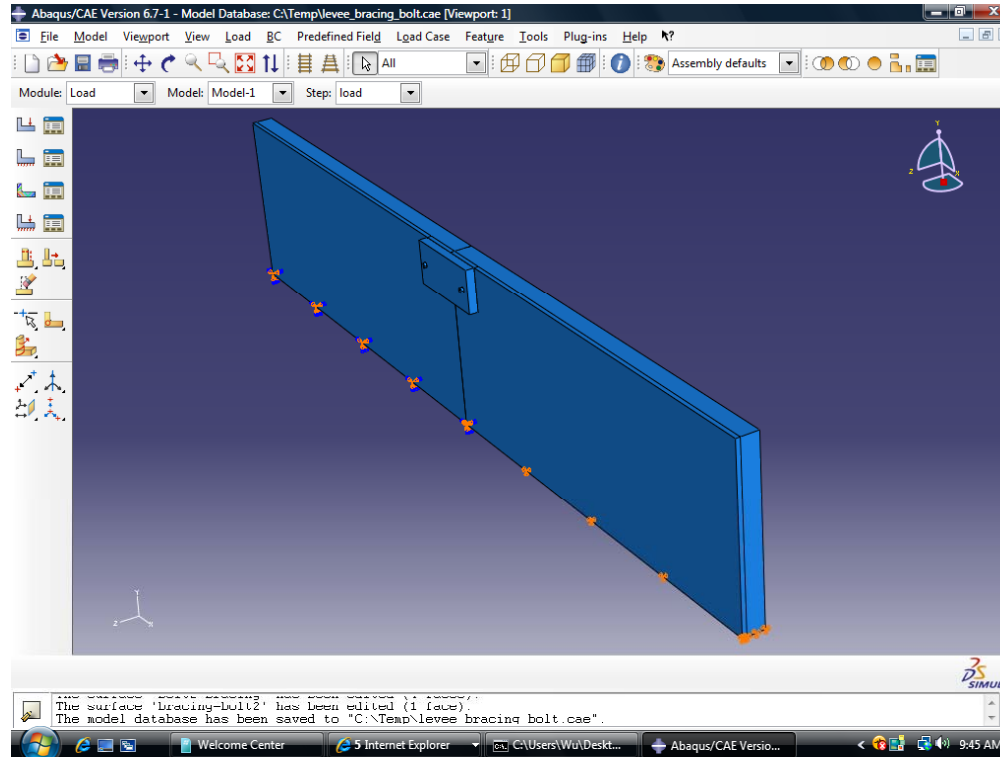 Abaqus/CAE Version 6.7-1 - Model Database: C:\Temp\levee_bracing_bolt.cae [Viewport: 1]
File Model Viewport View Load BC Predefined Field Load Case Feature Tools Plug-ins Help
All Assembly defaults
Module: Load Model: Model-1 Step: load
Y
Z X
Y
Z X
SIMUL
The surface 'bracing-bolt2' has been edited (1 face).
The model database has been saved to "C:\Temp\levee_bracing_bolt.cae".
Welcome Center 5 Internet Explorer C:\Users\Wu\Deskt... Abaqus/CAE Versio... 9:45 AM